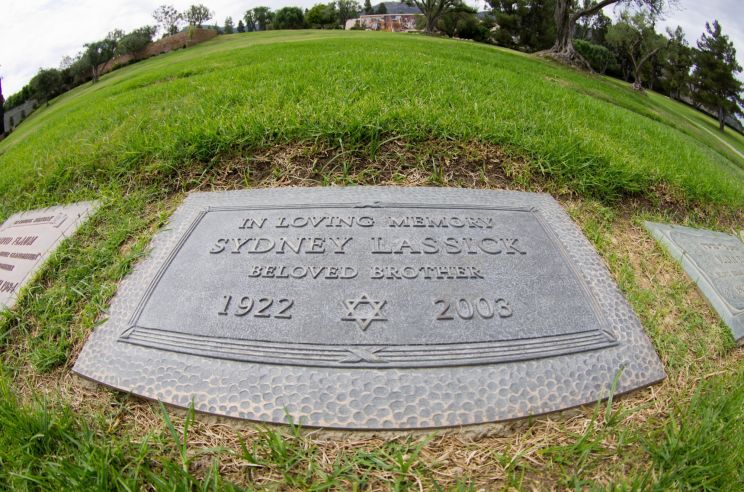 IN LOVING MEMORY
SYDNEY LASSICK
BELOVED BROTHER
1922 2003